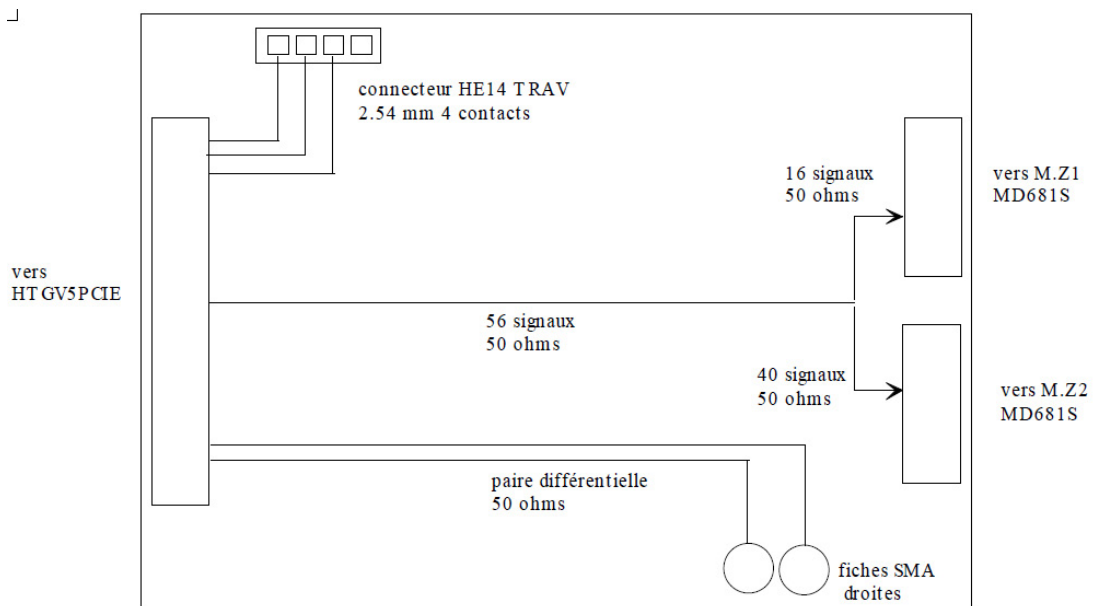 connecteur HE14 TRAV
2.54 mm 4 contacts
16 signaux
50 ohms
vers M.Z1
MD681S
vers
HTGV5PCIE
56 signaux
50 ohms
40 signaux
50 ohms
vers M.Z2
MD681S
paire différentielle
50 ohms
fiches SMA
droites